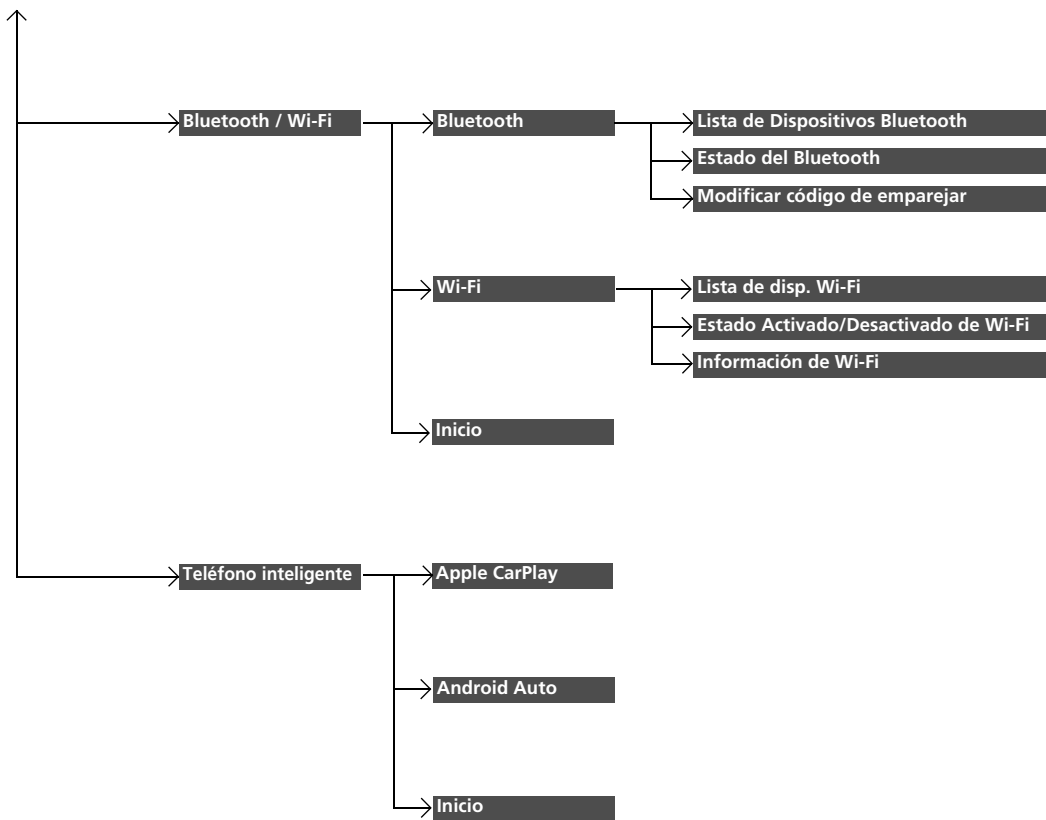 Bluetooth / Wi-Fi
Bluetooth
Lista de Dispositivos Bluetooth
Estado del Bluetooth
Modificar código de emparejar
Wi-Fi
Lista de disp. Wi-Fi
Estado Activado/Desactivado de Wi-Fi
Información de Wi-Fi
Inicio
Teléfono inteligente
Apple CarPlay
Android Auto
Inicio